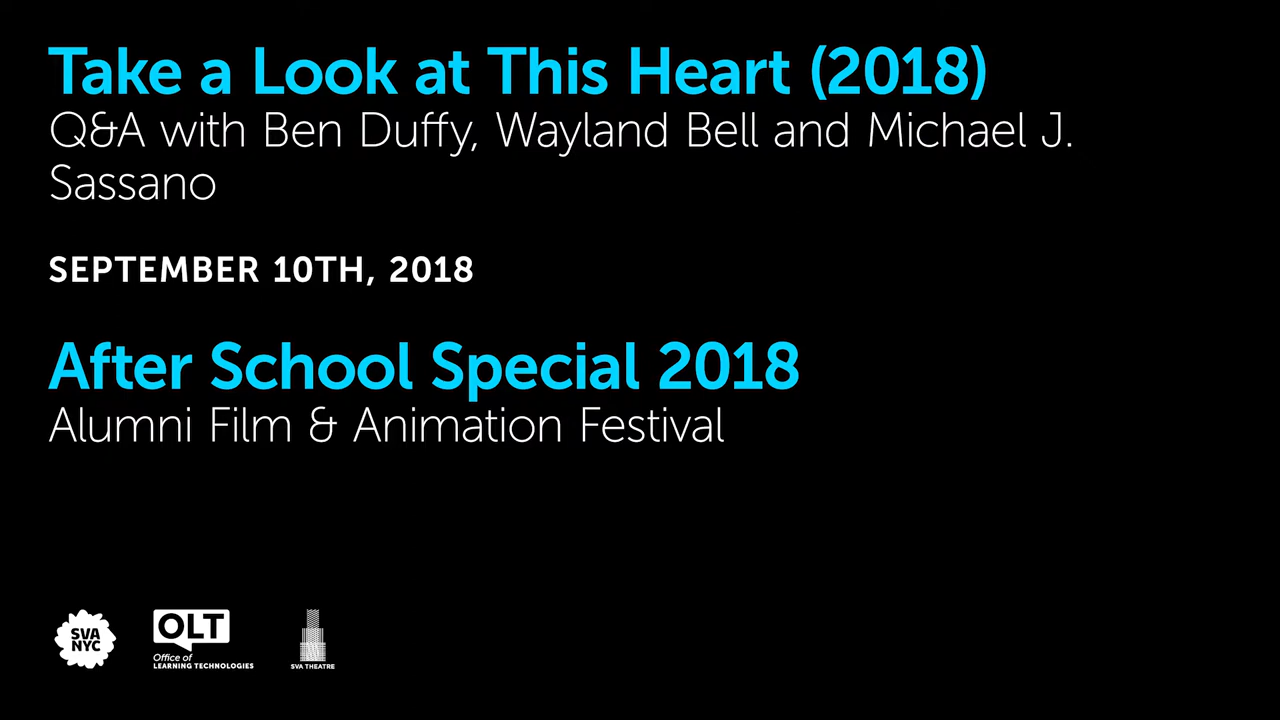 Take a Look at This Heart (2018)
Q&A with Ben Duffy, Wayland Bell and Michael J.
Sassano
SEPTEMBER 10TH, 2018
After School Special 2018
Alumni Film & Animation Festival
SVA
NYC
OLT
Office of
LEARNING TECHNOLOGIES
SVA THEATRE